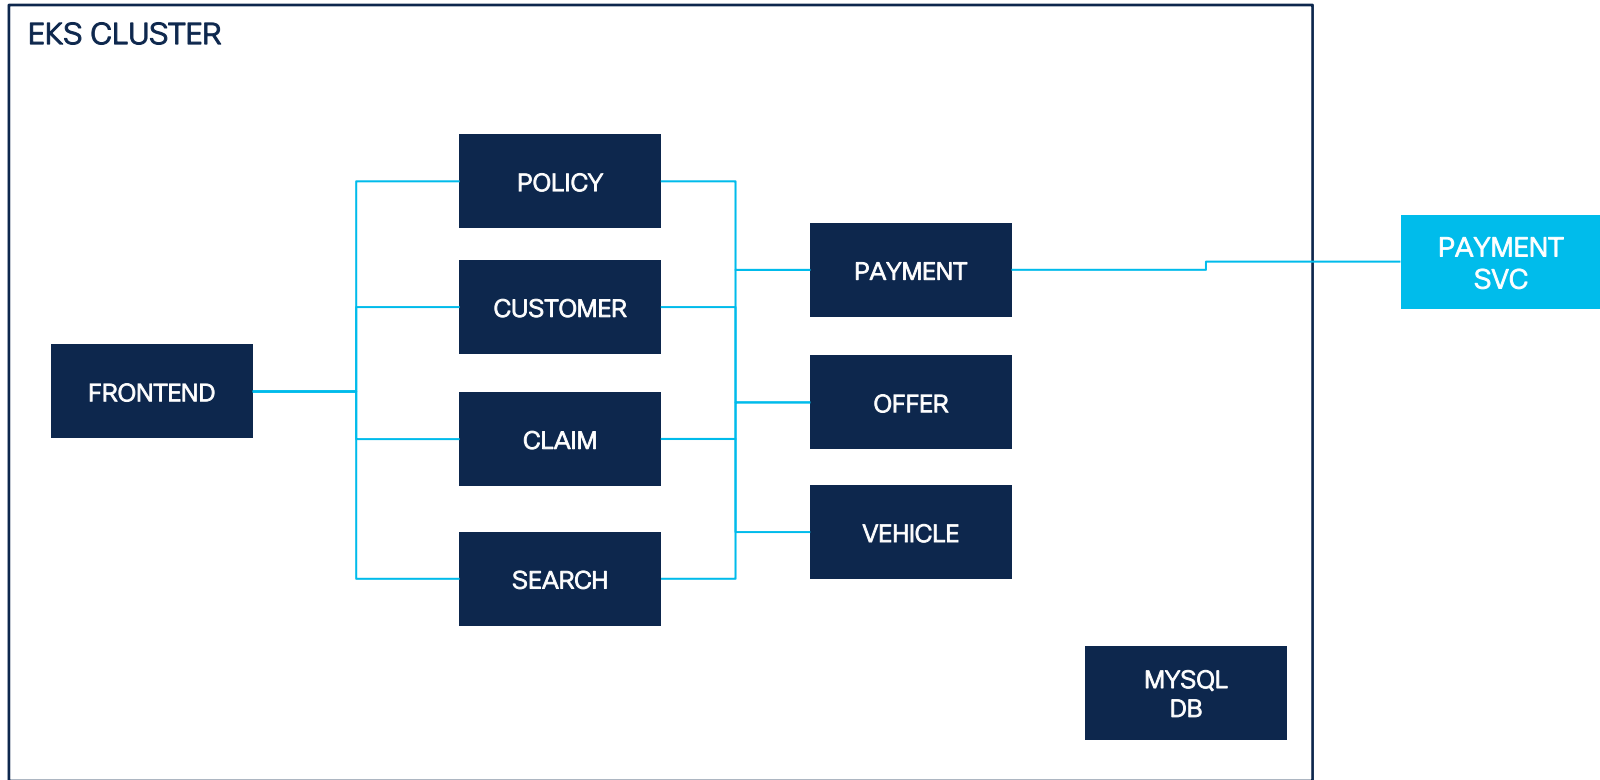 EKS CLUSTER
POLICY
CUSTOMER
CLAIM
SEARCH
FRONTEND
PAYMENT
OFFER
VEHICLE
MYSQL
DB
PAYMENT
SVC